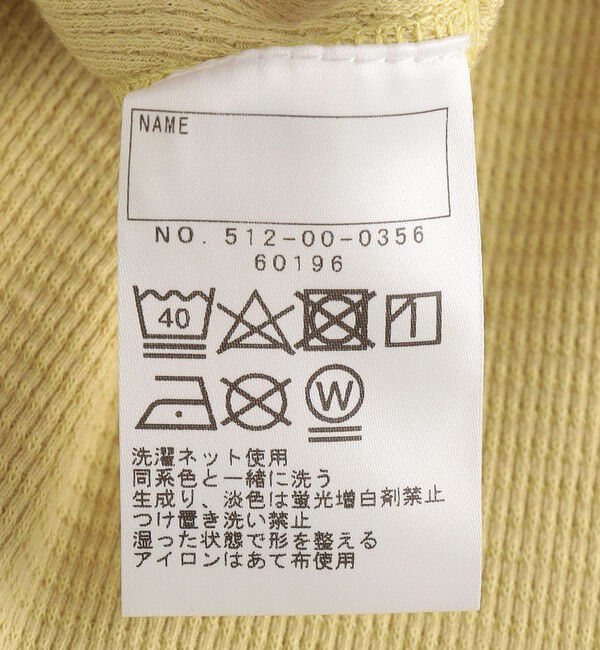 NAME
NO. 512-00-0356
60196
40
W
洗濯ネット使用
同系色と一緒に洗う
生成り、淡色は蛍光増白剤禁止
つけ置き洗い禁止
湿った状態で形を整える
アイロンはあて布使用